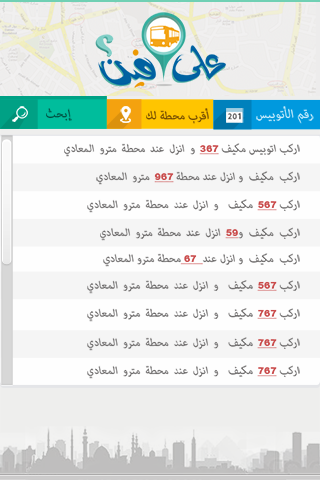 على فين؟
رقم الأتوبيس
201
أقرب محطة لك
إبحث
اركب اتوبيس مكيف 367 و انزل عند محطة مترو المعادي
اركب مكيف و انزل عند محطة 967 مترو المعادي
اركب 567 مكيف و انزل عند محطة مترو المعادي
اركب مكيف و59 انزل عند محطة مترو المعادي
اركب مكيف و انزل عند 67 محطة مترو المعادي
اركب 567 مكيف و انزل عند محطة مترو المعادي
اركب 767 مكيف و انزل عند محطة مترو المعادي
اركب 767 مكيف و انزل عند محطة مترو المعادي
اركب 767 مكيف و انزل عند محطة مترو المعادي